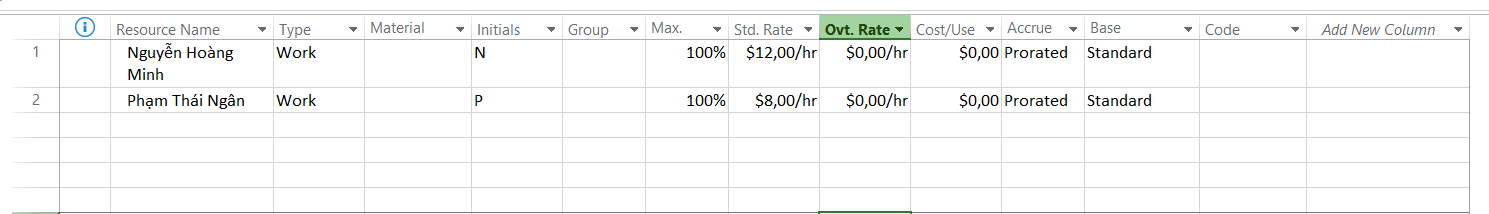 Resource Name Type Material Initials Group Max. Std. Rate Ovt. Rate Cost/Use Accrue Base Code Add New Column
1 Nguyễn Hoàng Work N 100% $12,00/hr $0,00/hr $0,00 Prorated Standard
Minh
2 Phạm Thái Ngân Work P 100% $8,00/hr $0,00/hr $0,00 Prorated Standard